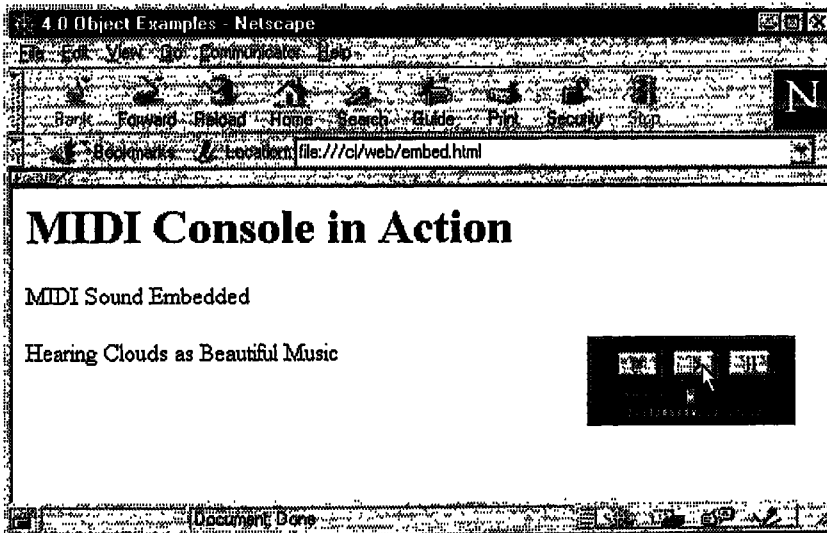 4.0 Object Examples - Netscape
File Edit View Go Communicator Help
Back Forward Reload Home Search Guide Print Security Stop
N
Bookmarks Location: file:///c|/web/embed.html
MIDI Console in Action
MIDI Sound Embedded
Hearing Clouds as Beautiful Music
Document: Done